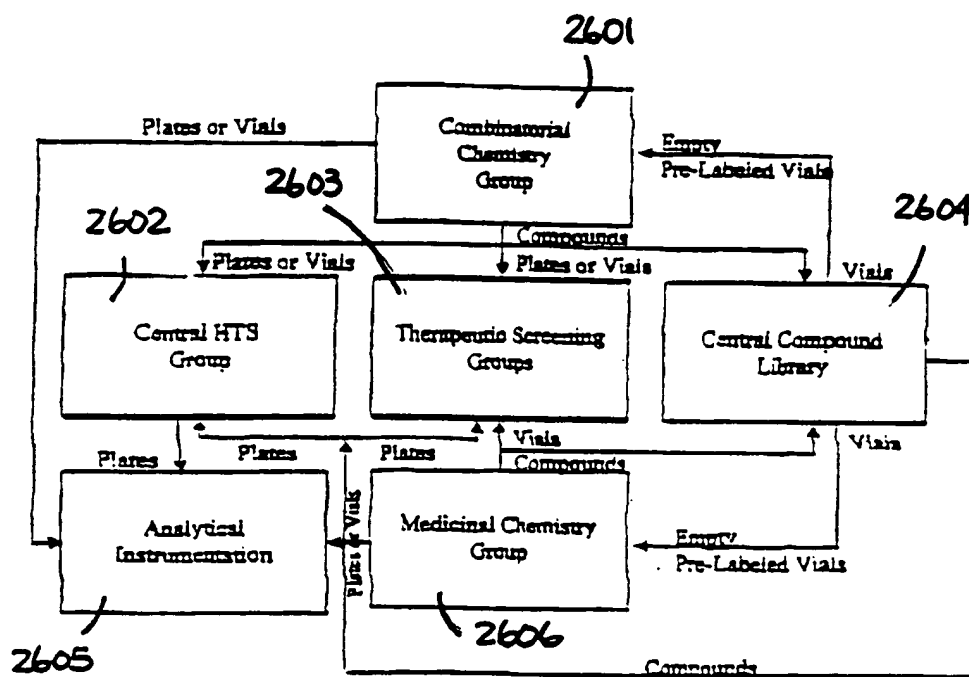 2601
Plates or Vials
Combinatorial
Chemistry
Group
Empty
Pre-Labeled Vials
2603
2602
2604
Compounds
Plates or Vials
Plates or Vials
Vials
Central HTS
Group
Therapeutic Screening
Groups
Central Compound
Library
Plates
Plates
Plates
Vials
Compounds
Vials
Analytical
Instrumentation
Plates or Vials
Medicinal Chemistry
Group
Empty
Pre-Labeled Vials
2605
2606
Compounds